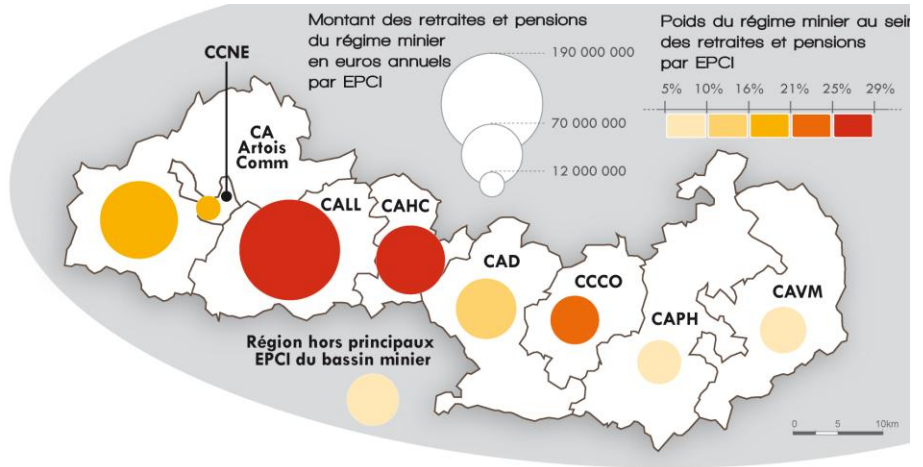 Montant des retraites et pensions
du régime minier
en euros annuels
par EPCI
190 000 000
70 000 000
12 000 000
Poids du régime minier au sein
des retraites et pensions
par EPCI
5% 10% 16% 21% 25% 29%
CCNE
CA
Artois
Comm
CALL
CAHC
CAD
CCCO
CAPH
CAVM
Région hors principaux
EPCI du bassin minier
0 5 10km